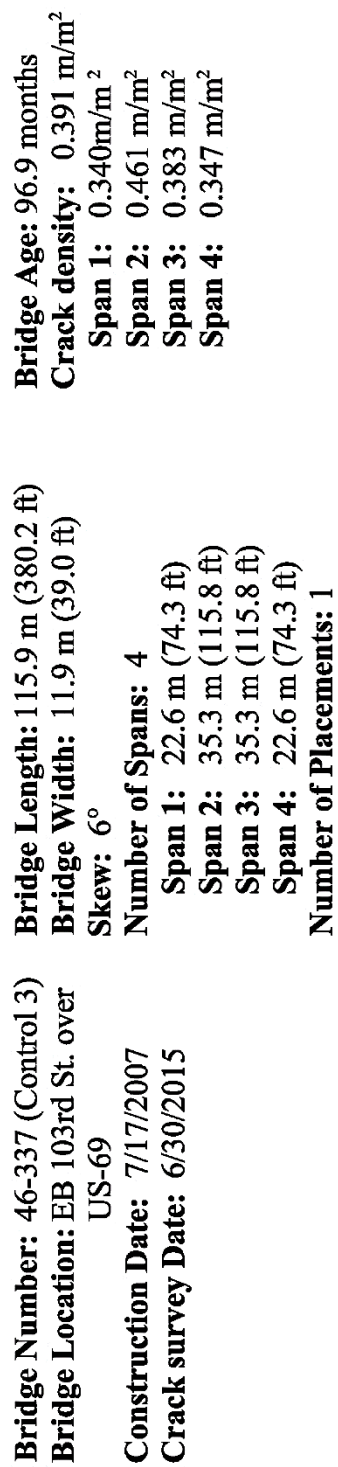 Bridge Number: 46-337 (Control 3)
Bridge Location: EB 103rd St. over
US-69
Construction Date: 7/17/2007
Crack survey Date: 6/30/2015
Bridge Length: 115.9 m (380.2 ft)
Bridge Width: 11.9 m (39.0 ft)
Skew: 6°
Number of Spans: 4
Span 1: 22.6 m (74.3 ft)
Span 2: 35.3 m (115.8 ft)
Span 3: 35.3 m (115.8 ft)
Span 4: 22.6 m (74.3 ft)
Number of Placements: 1
Bridge Age: 96.9 months
Crack density: 0.391 m/m²
Span 1: 0.340m/m²
Span 2: 0.461 m/m²
Span 3: 0.383 m/m²
Span 4: 0.347 m/m²